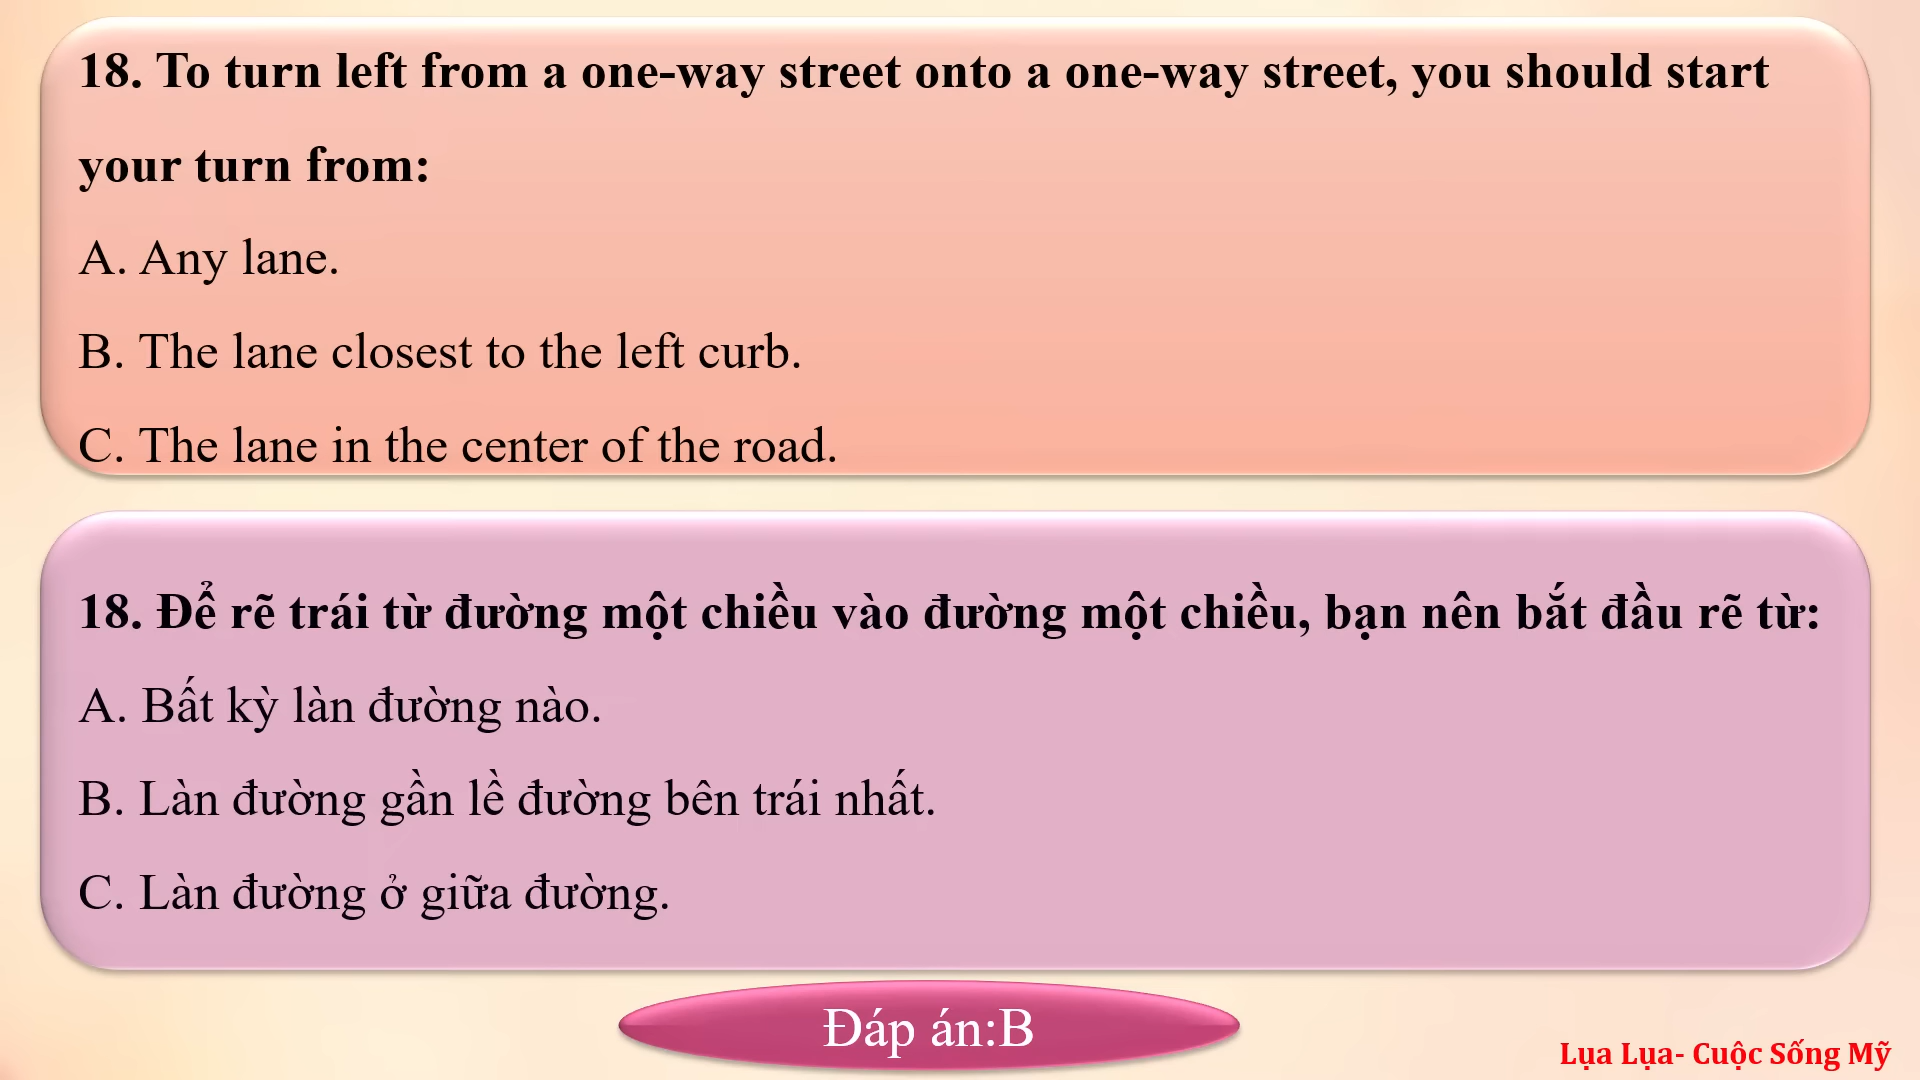 18. To turn left from a one-way street onto a one-way street, you should start
your turn from:
A. Any lane.
B. The lane closest to the left curb.
C. The lane in the center of the road.
18. Để rẽ trái từ đường một chiều vào đường một chiều, bạn nên bắt đầu rẽ từ:
A. Bất kỳ làn đường nào.
B. Làn đường gần lề đường bên trái nhất.
C. Làn đường ở giữa đường.
Đáp án:B
Lụa Lụa- Cuộc Sống Mỹ